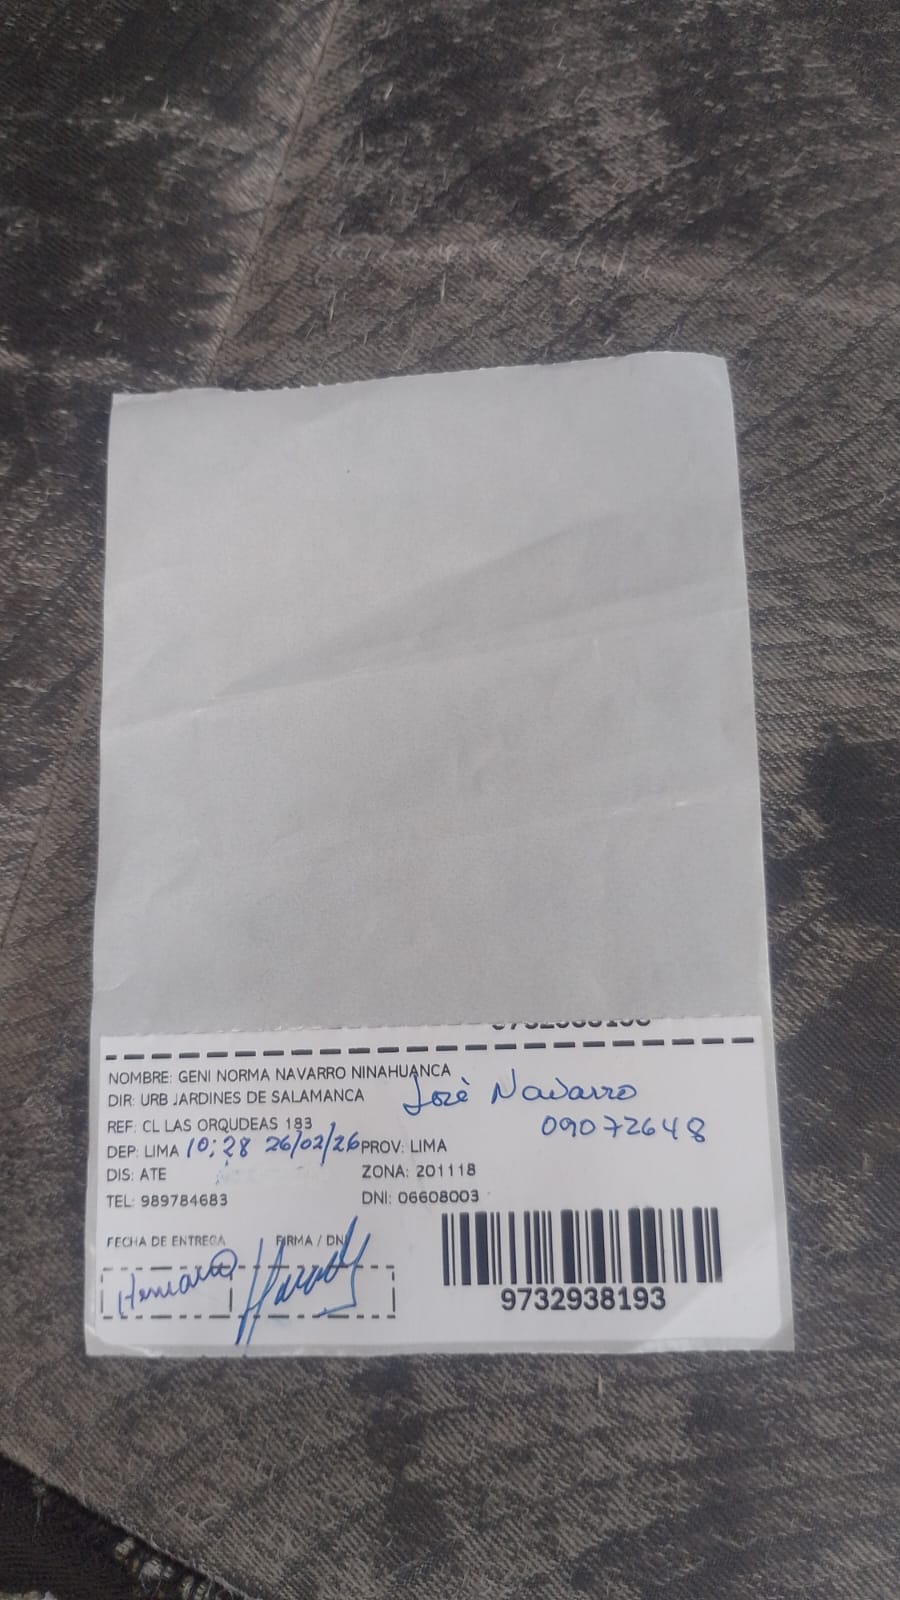 NOMBRE: GENI NORMA NAVARRO NINAHUANCA
DIR: URB JARDINES DE SALAMANCA
José Navarro
REF: CL LAS ORQUDEAS 183
09072648
DEP: LIMA 10:28 26/02/26 PROV: LIMA
DIS: ATE ZONA: 201118
TEL: 989784683 DNI: 06608003
FECHA DE ENTREGA FIRMA / DNI
9732938193